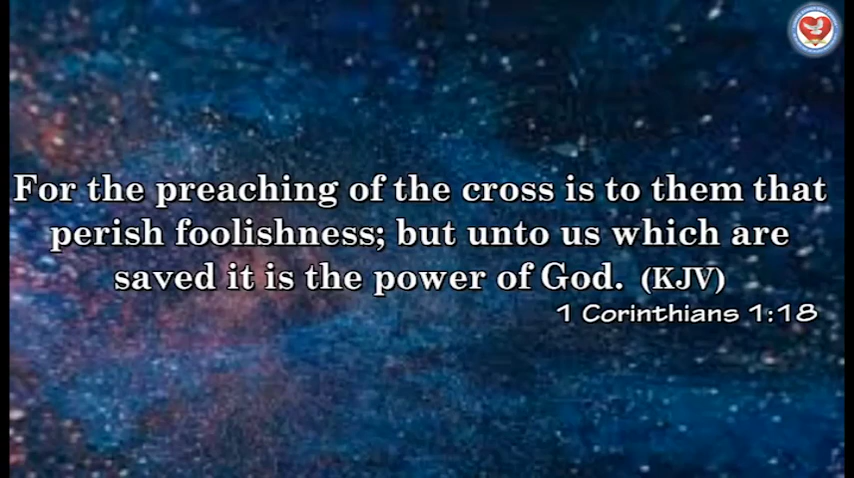 For the preaching of the cross is to them that
perish foolishness; but unto us which are
saved it is the power of God. (KJV)
1 Corinthians 1:18